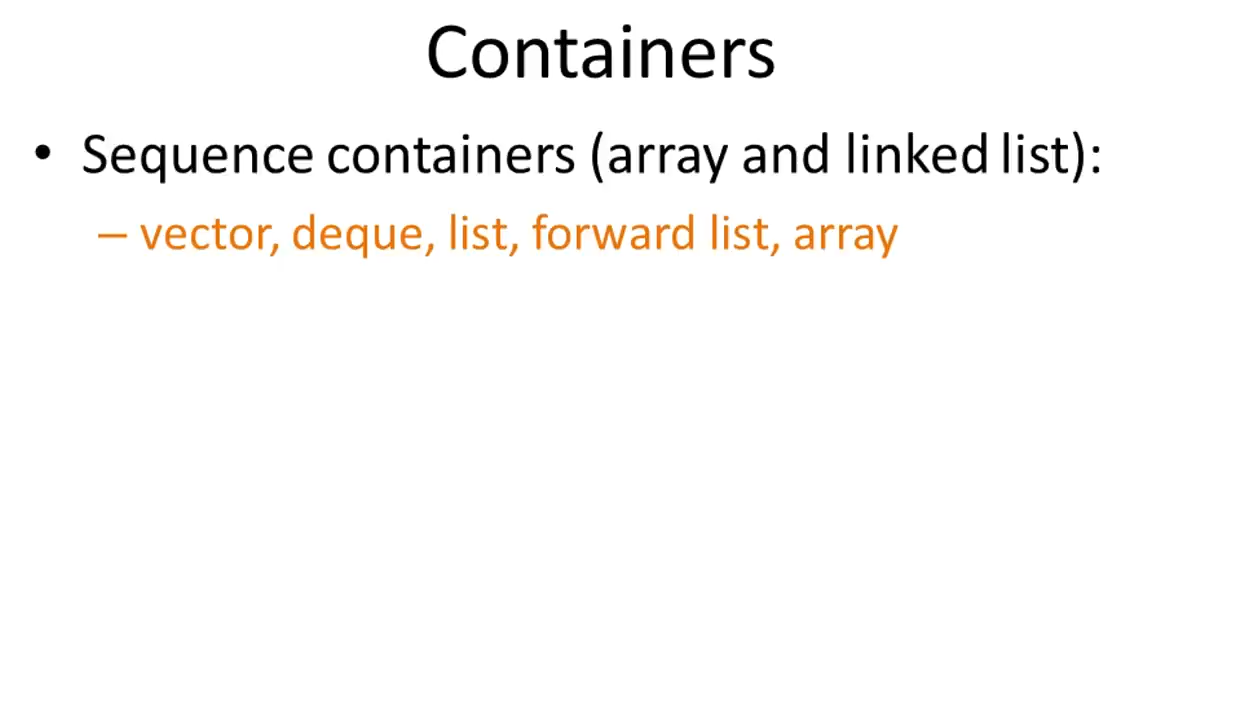 Containers
• Sequence containers (array and linked list):
– vector, deque, list, forward list, array